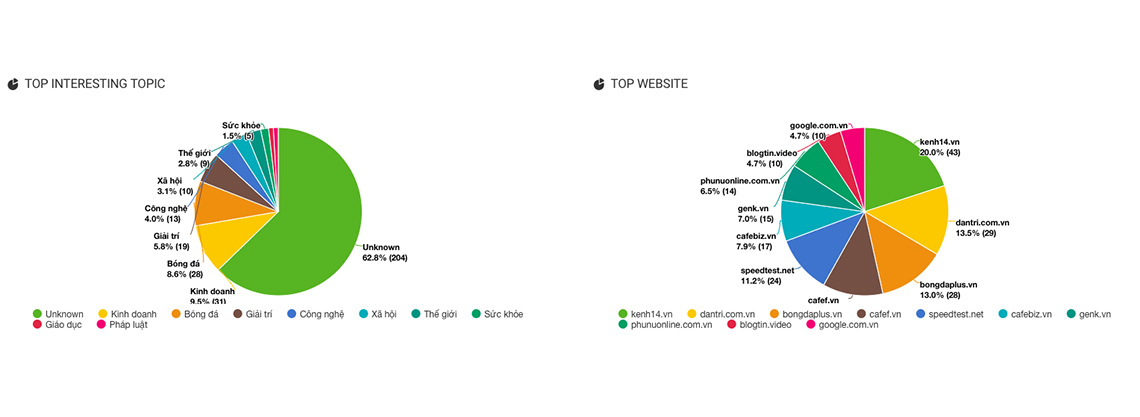 TOP INTERESTING TOPIC
Sức khỏe
1.5% (5)
Thế giới
2.8% (9)
Xã hội
3.1% (10)
Công nghệ
4.0% (13)
Giải trí
5.8% (19)
Bóng đá
8.6% (28)
Kinh doanh
9.5% (31)
Unknown
62.8% (204)
Unknown Kinh doanh Bóng đá Giải trí Công nghệ Xã hội Thế giới Sức khỏe
Giáo dục Pháp luật
TOP WEBSITE
google.com.vn
4.7% (10)
blogtin.video
4.7% (10)
phunuonline.com.vn
6.5% (14)
genk.vn
7.0% (15)
cafebiz.vn
7.9% (17)
speedtest.net
11.2% (24)
cafef.vn
kenh14.vn
20.0% (43)
dantri.com.vn
13.5% (29)
bongdaplus.vn
13.0% (28)
kenh14.vn dantri.com.vn bongdaplus.vn cafef.vn speedtest.net cafebiz.vn genk.vn
phunuonline.com.vn blogtin.video google.com.vn